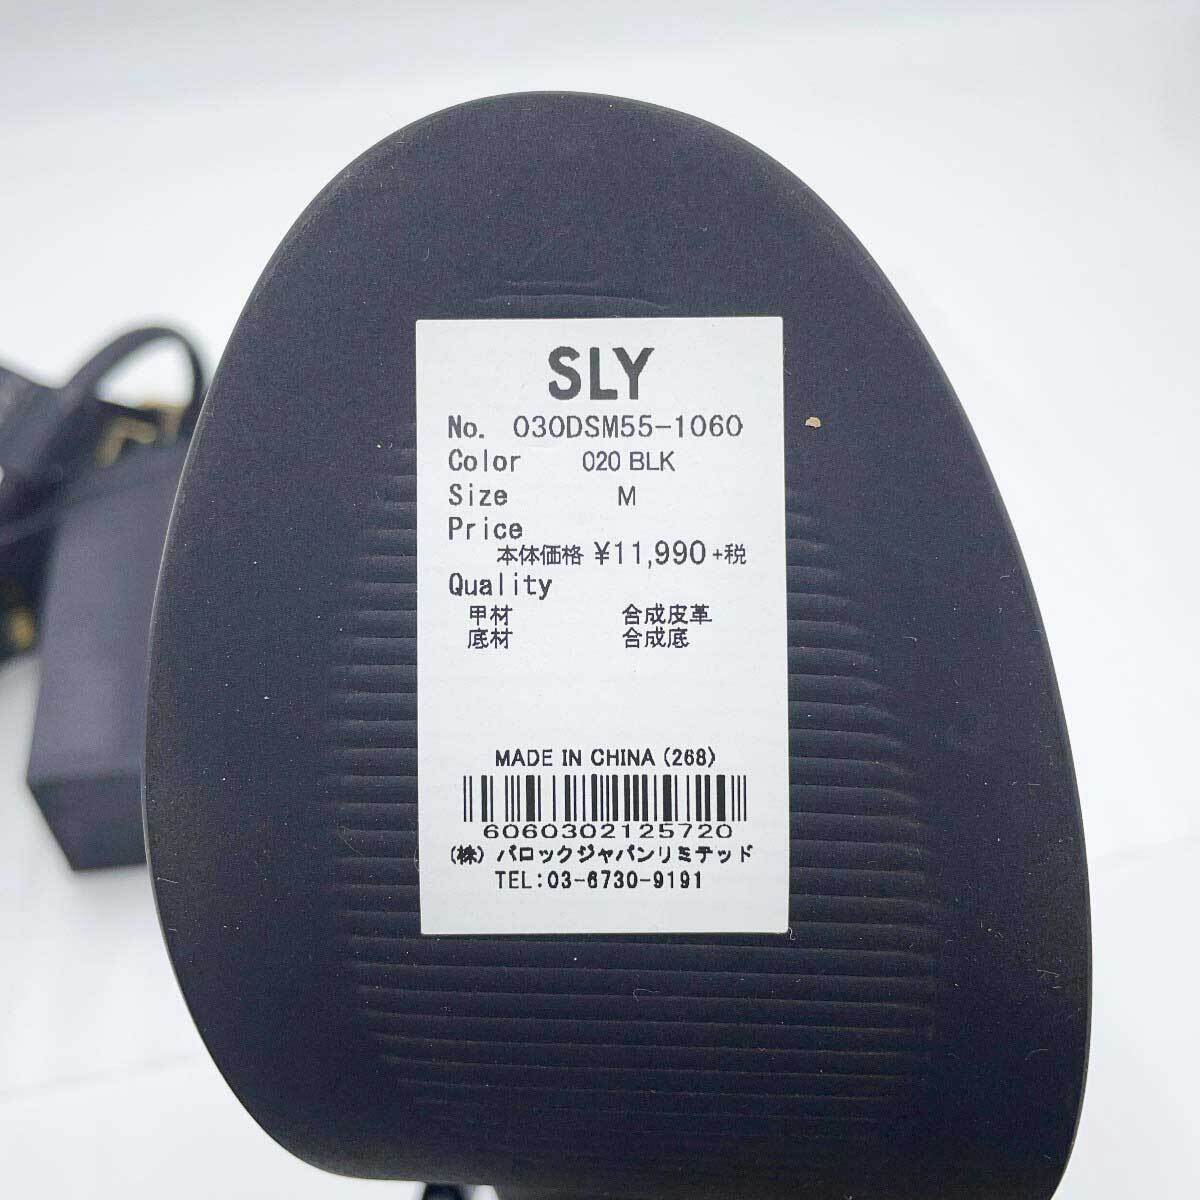 SLY
No. 030DSM55-1060
Color 020 BLK
Size M
Price
本体価格 ¥11,990+税
Quality
甲材 合成皮革
底材 合成底
MADE IN CHINA (268)
6060302125720
(株) バロックジャパンリミテッド
TEL:03-6730-9191